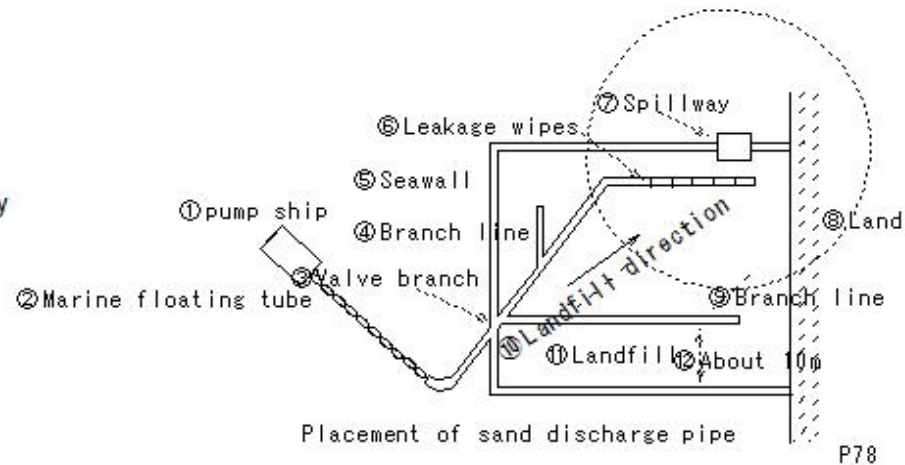 ⑦Spillway
⑥Leakage wipes
⑤Seawall
y
①pump ship
④Branch line
⑧Land
③Valve branch
②Marine floating tube
⑨Branch line
⑩Landfilt direction
⑪Landfill
⑫About 10m
Placement of sand discharge pipe
P78